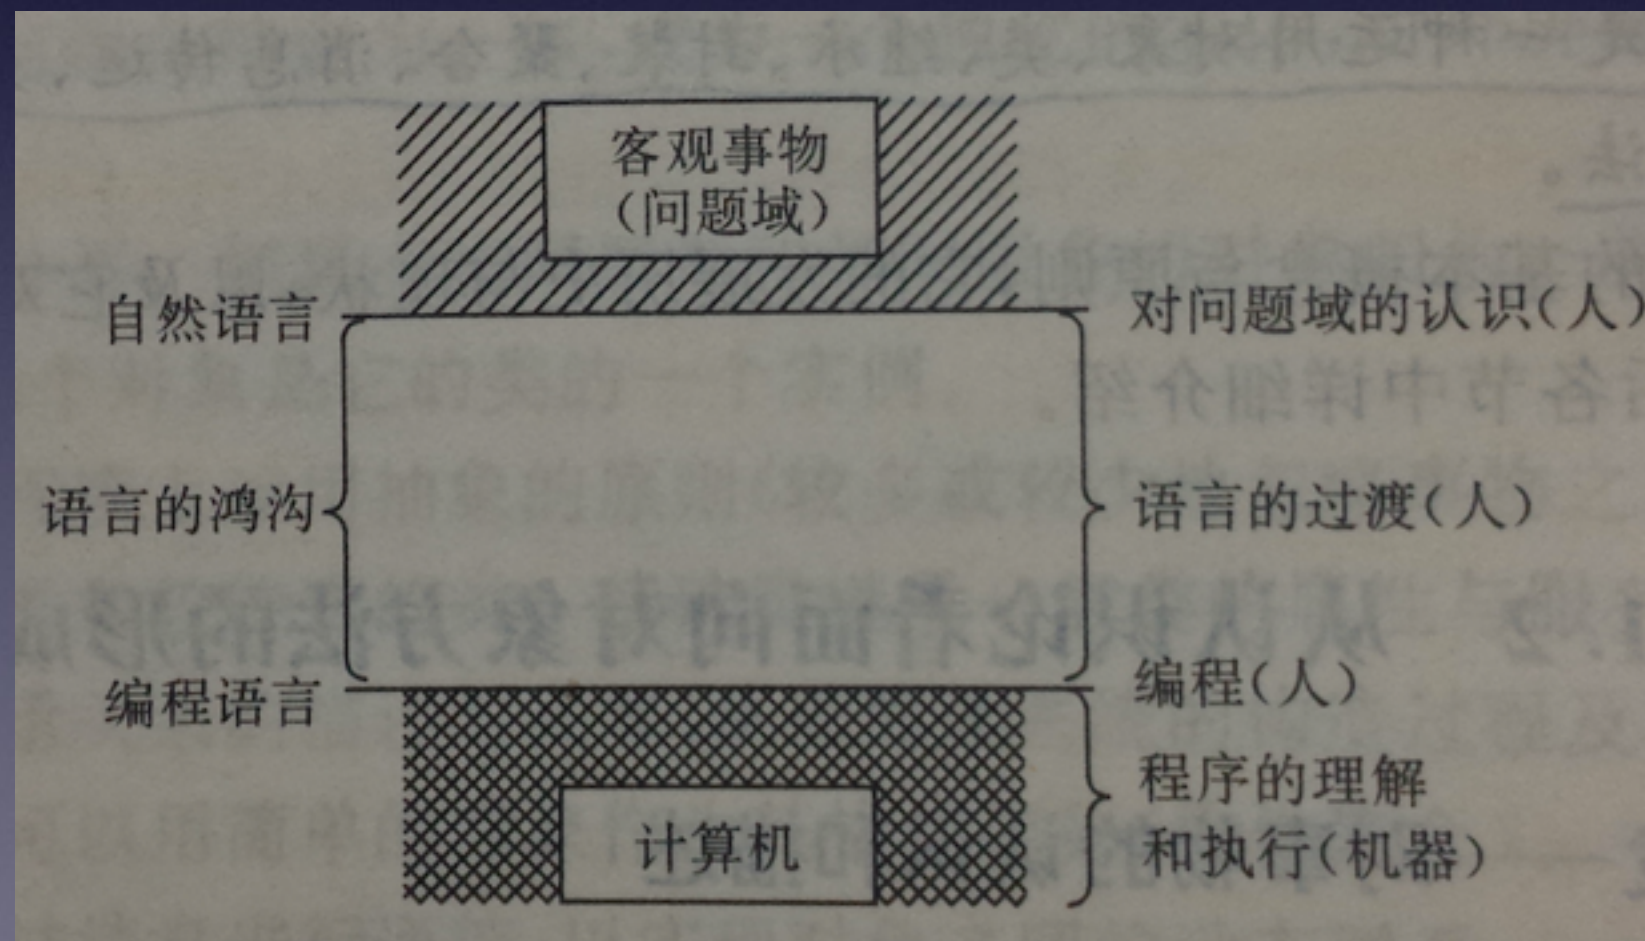 客观事物
(问题域)
自然语言
对问题域的认识(人)
语言的鸿沟
语言的过渡(人)
编程语言
编程(人)
程序的理解
和执行(机器)
计算机